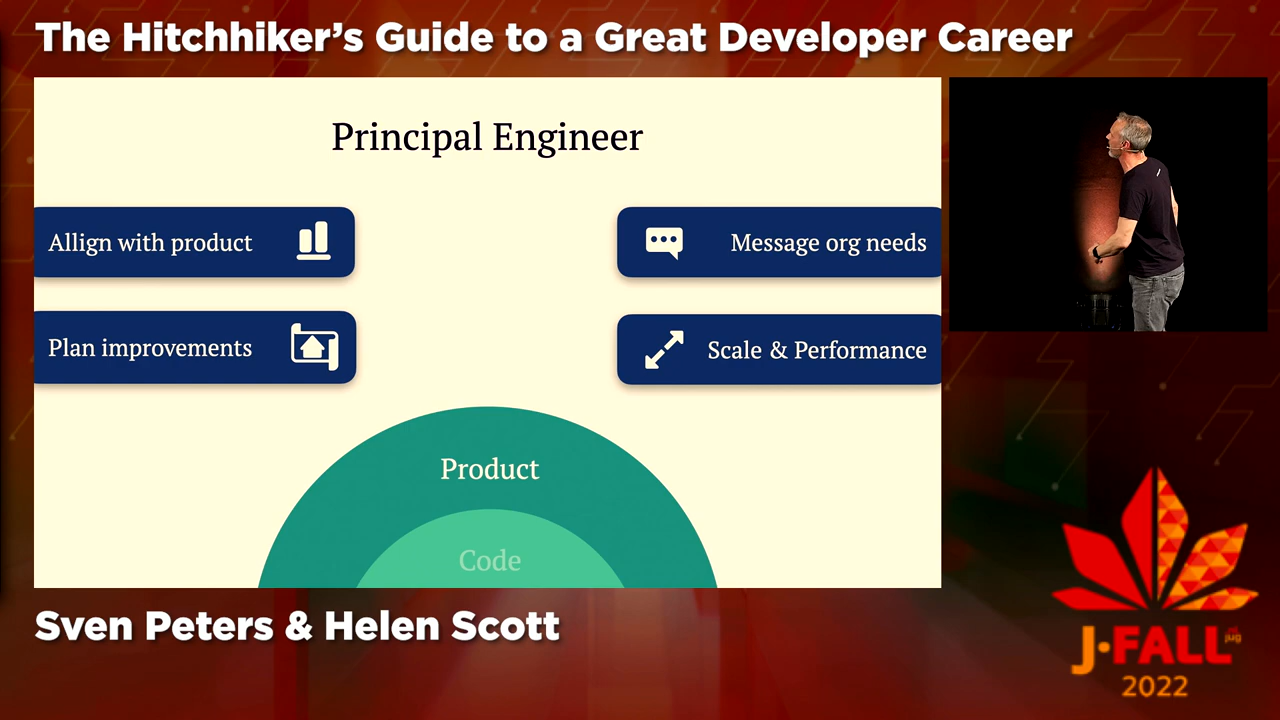 The Hitchhiker's Guide to a Great Developer Career
Principal Engineer
Allign with product
Message org needs
Plan improvements
Scale & Performance
Product
Code
Sven Peters & Helen Scott
J•FALL
nljug
2022